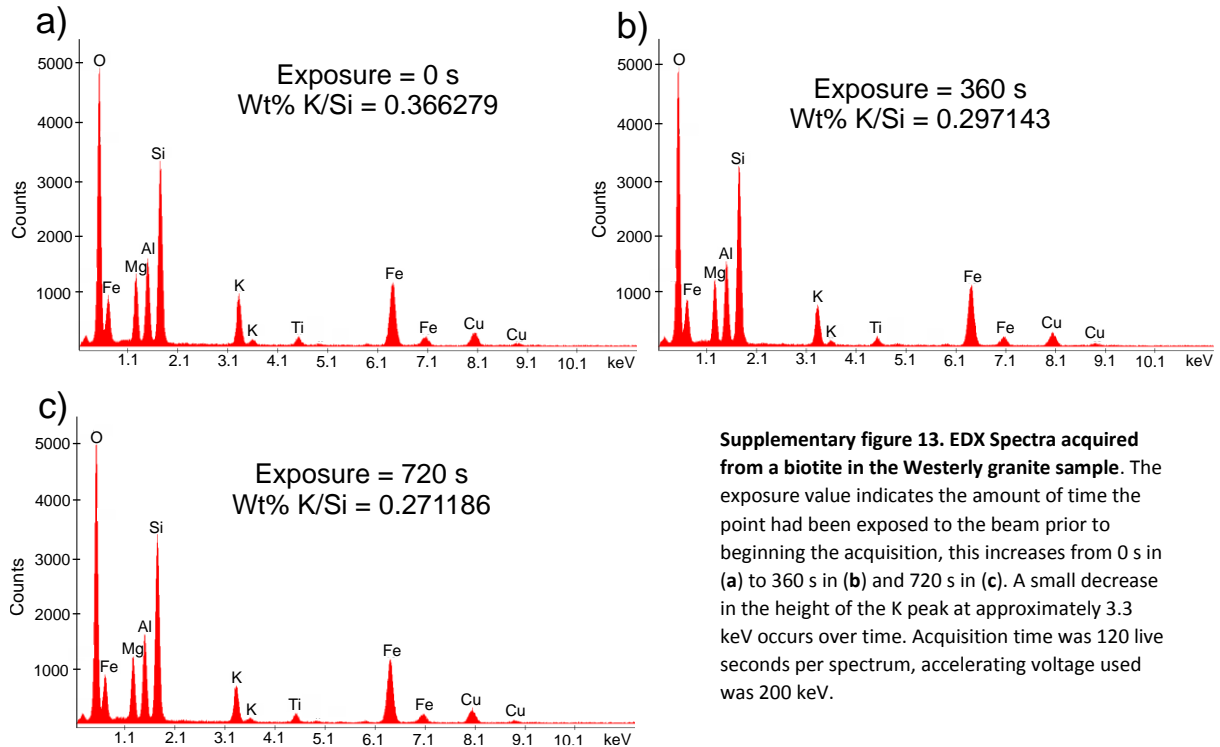 a)
Exposure = 0 s
Wt% K/Si = 0.366279
Counts
5000
4000
3000
2000
1000
O
Fe
Mg
Al
Si
K
K
Ti
Fe
Fe
Cu
Cu
1.1 2.1 3.1 4.1 5.1 6.1 7.1 8.1 9.1 10.1 keV
b)
Exposure = 360 s
Wt% K/Si = 0.297143
Counts
5000
4000
3000
2000
1000
O
Fe
Mg
Al
Si
K
K
Ti
Fe
Fe
Cu
Cu
1.1 2.1 3.1 4.1 5.1 6.1 7.1 8.1 9.1 10.1 keV
c)
Exposure = 720 s
Wt% K/Si = 0.271186
Counts
5000
4000
3000
2000
1000
O
Fe
Mg
Al
Si
K
K
Ti
Fe
Fe
Cu
Cu
1.1 2.1 3.1 4.1 5.1 6.1 7.1 8.1 9.1 10.1 keV
Supplementary figure 13. EDX Spectra acquired
from a biotite in the Westerly granite sample. The
exposure value indicates the amount of time the
point had been exposed to the beam prior to
beginning the acquisition, this increases from 0 s in
(a) to 360 s in (b) and 720 s in (c). A small decrease
in the height of the K peak at approximately 3.3
keV occurs over time. Acquisition time was 120 live
seconds per spectrum, accelerating voltage used
was 200 keV.